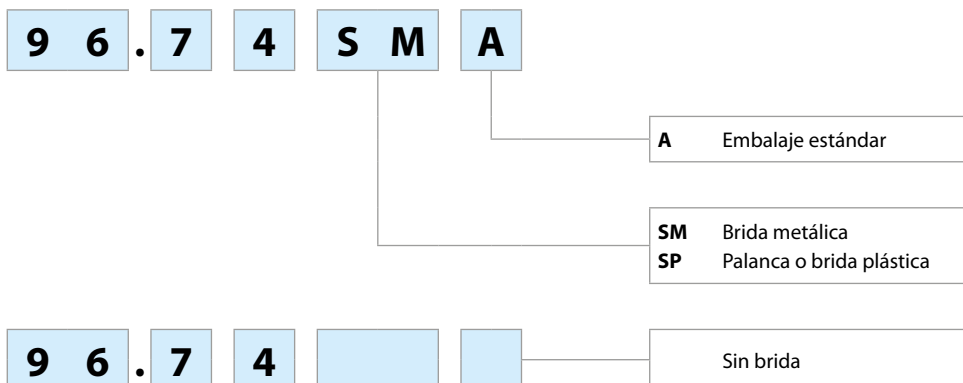 9 6 . 7 4 S M A
A Embalaje estándar
SM Brida metálica
SP Palanca o brida plástica
9 6 . 7 4
Sin brida